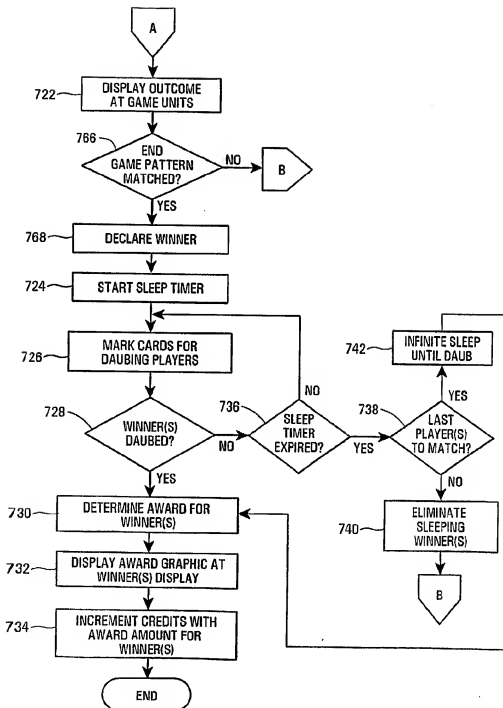 A
722
DISPLAY OUTCOME
AT GAME UNITS
766
END
GAME PATTERN
MATCHED?
NO
B
YES
768
DECLARE WINNER
724
START SLEEP TIMER
726
MARK CARDS FOR
DAUBING PLAYERS
742
INFINITE SLEEP
UNTIL DAUB
NO
YES
728
WINNER(S)
DAUBED?
NO
736
SLEEP
TIMER
EXPIRED?
YES
738
LAST
PLAYER(S)
TO MATCH?
YES
NO
730
DETERMINE AWARD FOR
WINNER(S)
740
ELIMINATE
SLEEPING
WINNER(S)
732
DISPLAY AWARD GRAPHIC AT
WINNER(S) DISPLAY
B
734
INCREMENT CREDITS WITH
AWARD AMOUNT FOR
WINNER(S)
END